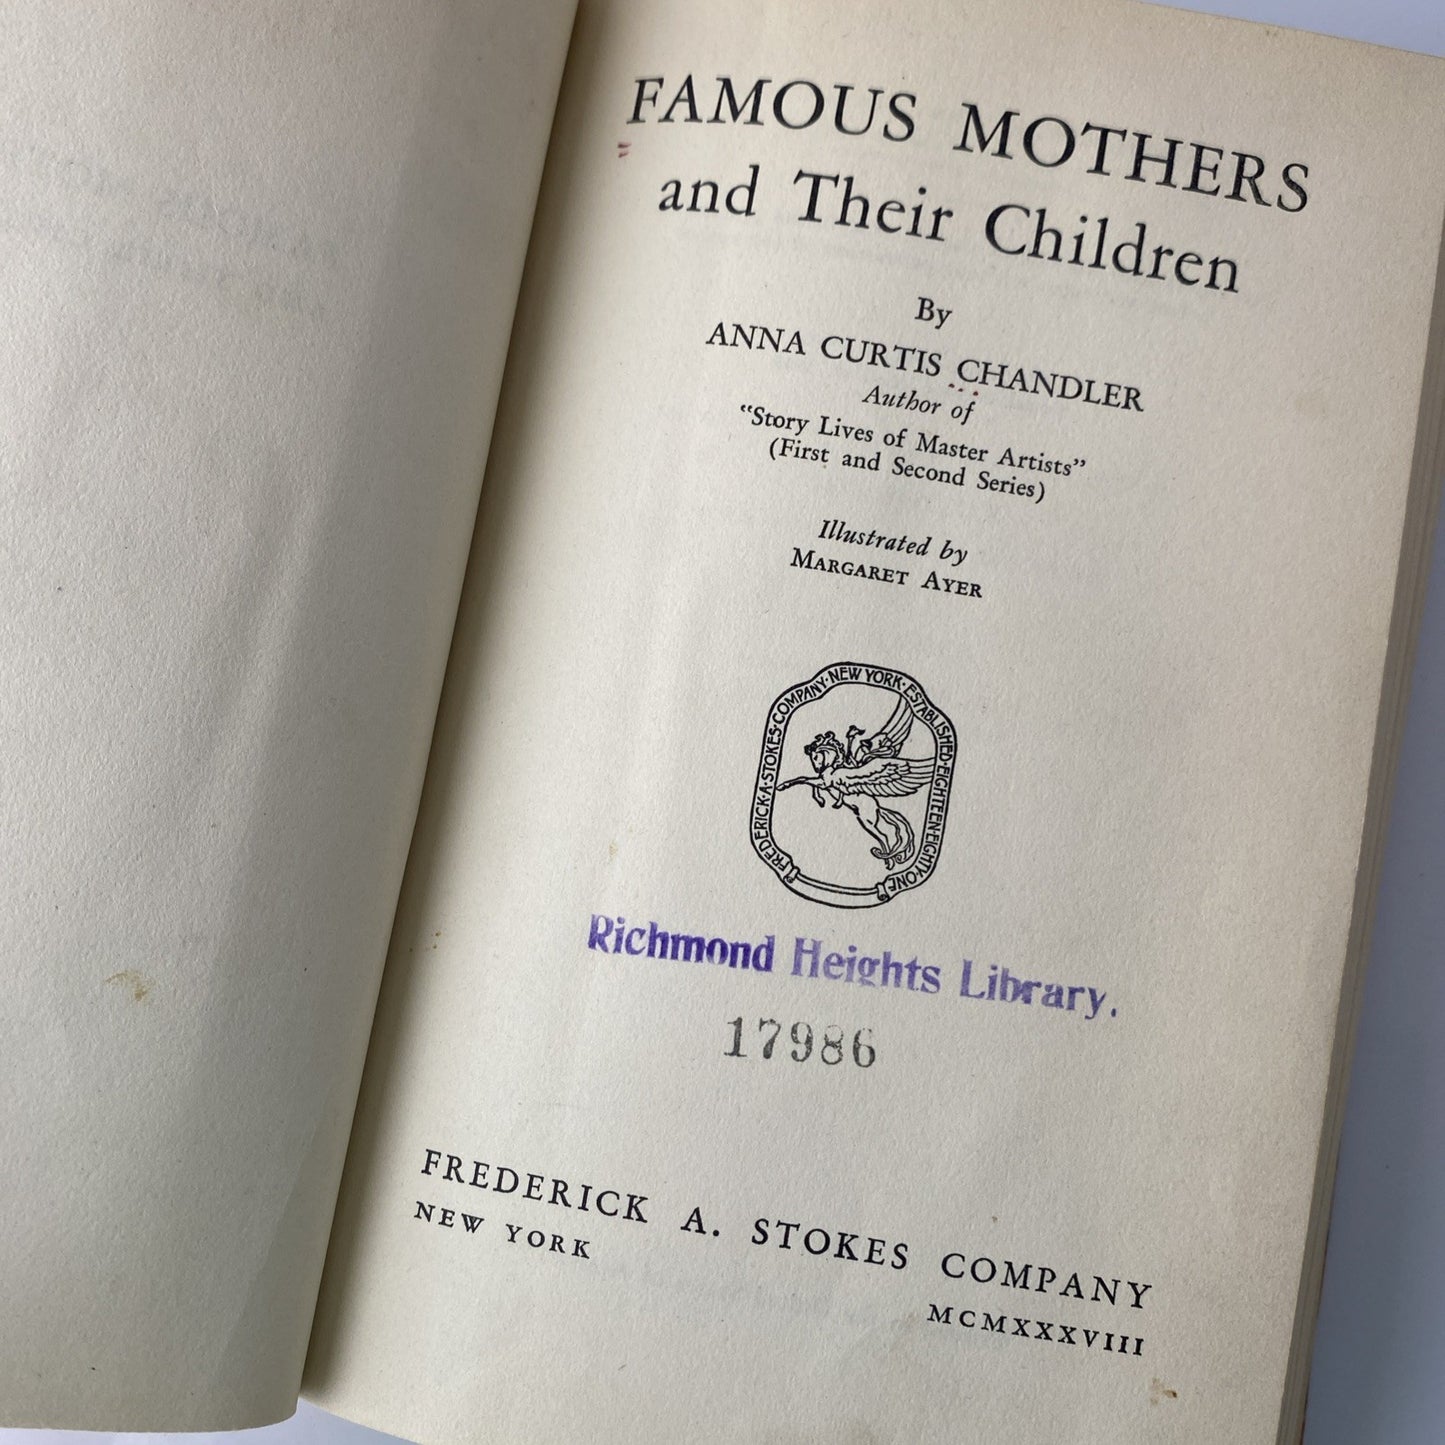 FAMOUS MOTHERS
and Their Children
By
ANNA CURTIS CHANDLER
Author of
"Story Lives of Master Artists"
(First and Second Series)
Illustrated by
MARGARET AYER
FREDERICK·A·STOKES·COMPANY·NEW YORK·ESTABLISHED·EIGHTEEN·EIGHTY·ONE
Richmond Heights Library.
17986
FREDERICK A. STOKES COMPANY
NEW YORK
MCMXXXVIII